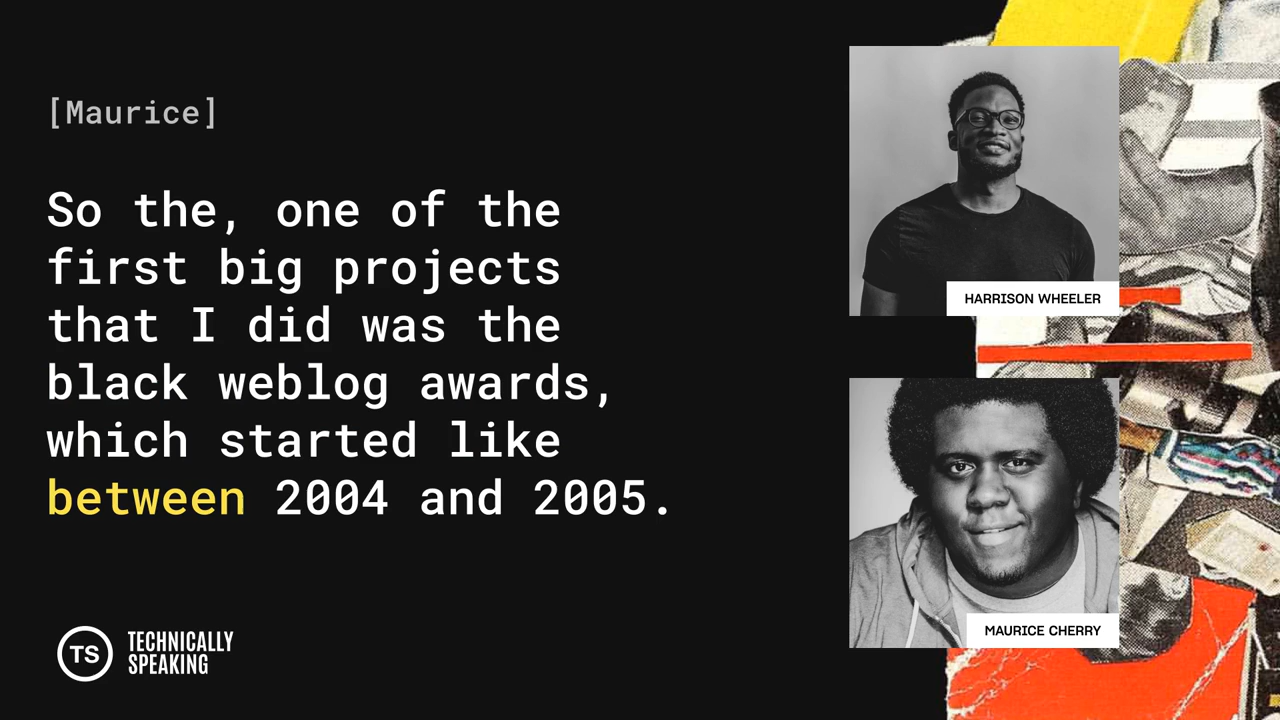 [Maurice]
So the, one of the
first big projects
that I did was the
black weblog awards,
which started like
between 2004 and 2005.
HARRISON WHEELER
MAURICE CHERRY
TS
TECHNICALLY
SPEAKING